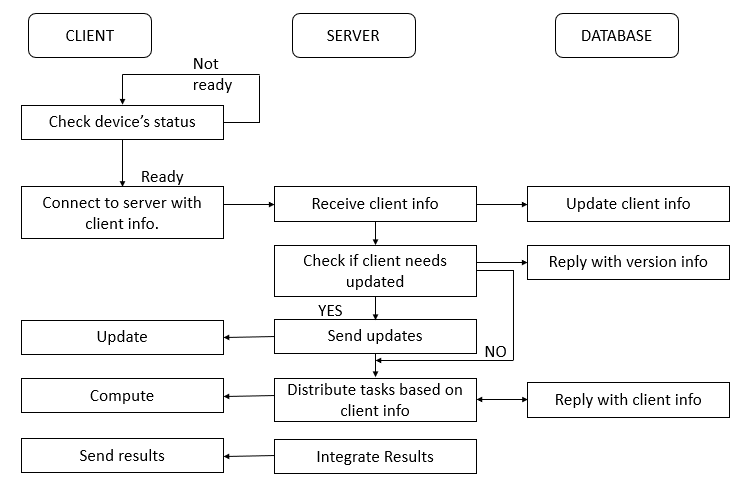 CLIENT
SERVER
DATABASE
Not
ready
Check device's status
Ready
Connect to server with
client info.
Receive client info
Update client info
Check if client needs
updated
Reply with version info
YES
Update
Send updates
NO
Compute
Distribute tasks based on
client info
Reply with client info
Send results
Integrate Results